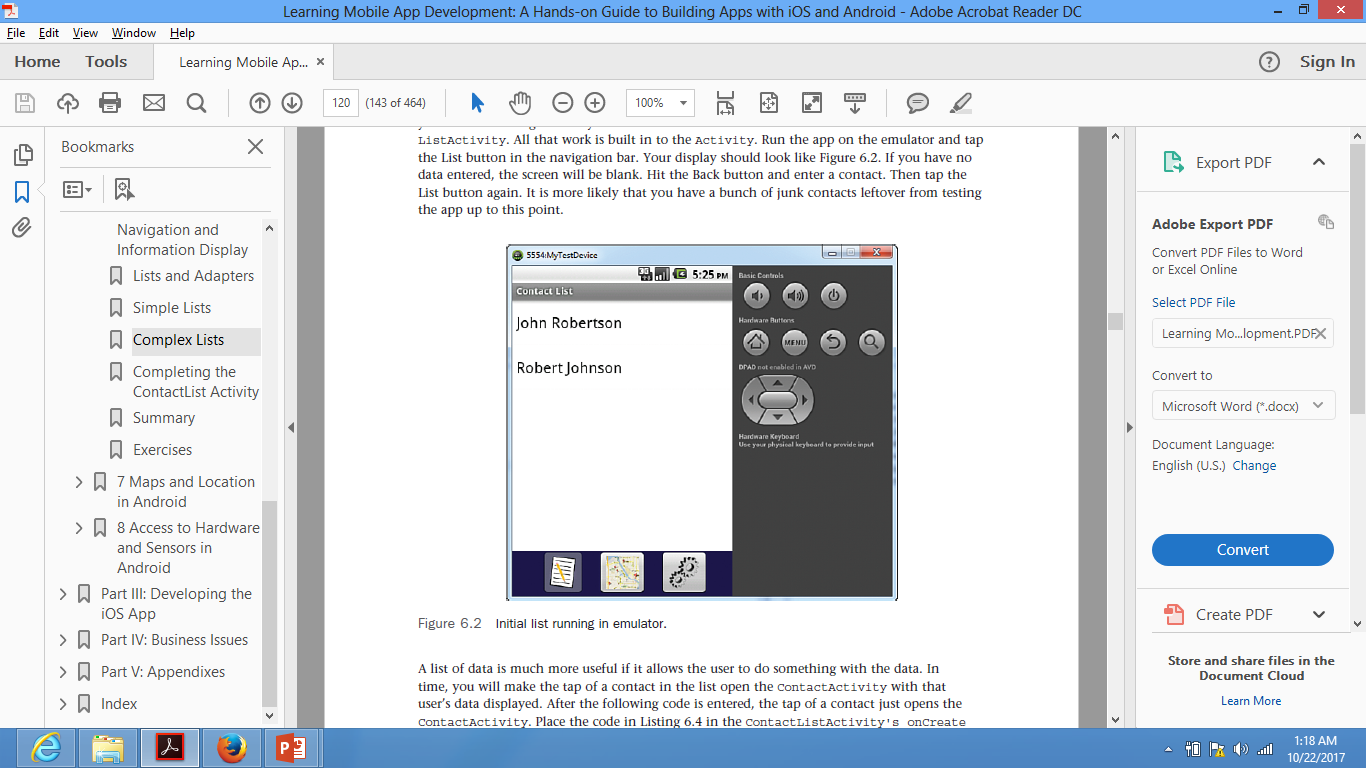 Learning Mobile App Development: A Hands-on Guide to Building Apps with iOS and Android - Adobe Acrobat Reader DC
File Edit View Window Help
Home Tools Learning Mobile Ap... × Sign In
120 (143 of 464) 100%
Bookmarks
Navigation and
Information Display
Lists and Adapters
Simple Lists
Complex Lists
Completing the
ContactList Activity
Summary
Exercises
7 Maps and Location
in Android
8 Access to Hardware
and Sensors in
Android
Part III: Developing the
iOS App
Part IV: Business Issues
Part V: Appendixes
Index
ListActivity. All that work is built in to the Activity. Run the app on the emulator and tap
the List button in the navigation bar. Your display should look like Figure 6.2. If you have no
data entered, the screen will be blank. Hit the Back button and enter a contact. Then tap the
List button again. It is more likely that you have a bunch of junk contacts leftover from testing
the app up to this point.
5554:MyTestDevice
3G 5:25 PM
Contact List
John Robertson
Robert Johnson
Basic Controls
Hardware Buttons
MENU
DPAD not enabled in AVD
Hardware Keyboard
Use your physical keyboard to provide input
Figure 6.2 Initial list running in emulator.
A list of data is much more useful if it allows the user to do something with the data. In
time, you will make the tap of a contact in the list open the ContactActivity with that
user's data displayed. After the following code is entered, the tap of a contact just opens the
ContactActivity. Place the code in Listing 6.4 in the ContactListActivity's onCreate
Export PDF
Adobe Export PDF
Convert PDF Files to Word
or Excel Online
Select PDF File
Learning Mo...lopment.PDF
Convert to
Microsoft Word (*.docx)
Document Language:
English (U.S.) Change
Convert
Create PDF
Store and share files in the
Document Cloud
Learn More
1:18 AM
10/22/2017